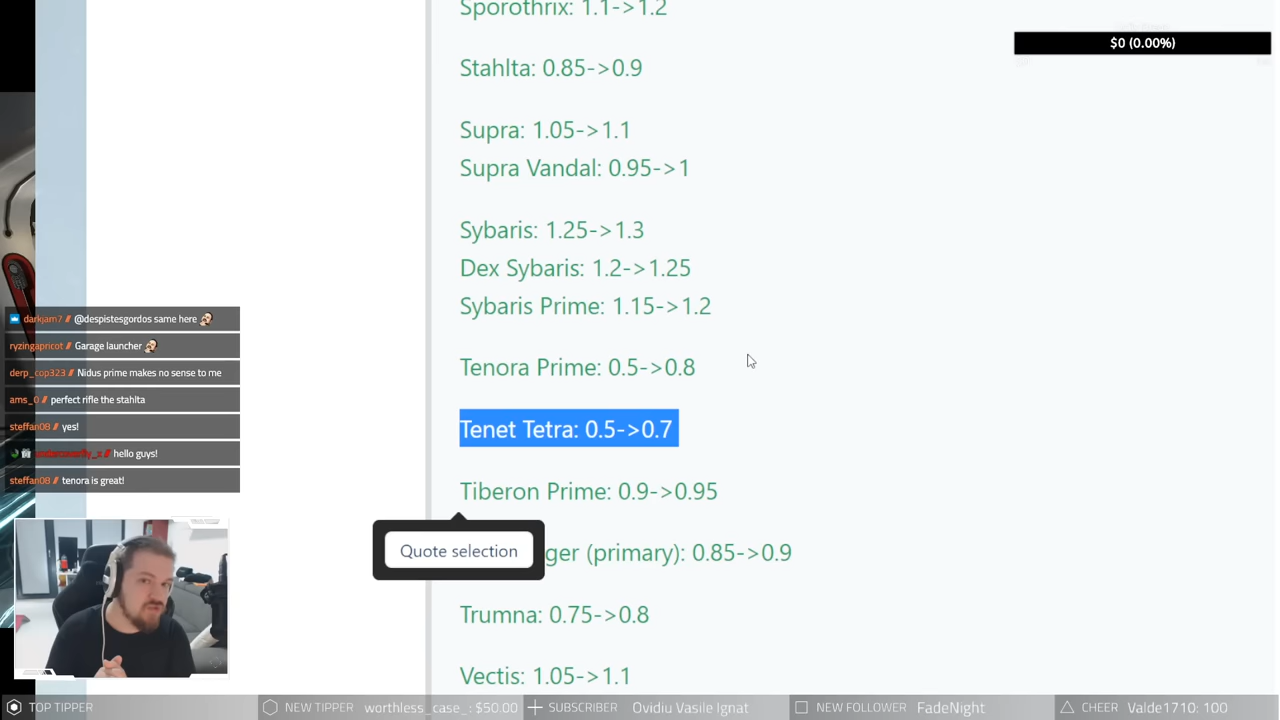 Sporothrix: 1.1->1.2
$0 (0.00%)
Stahlta: 0.85->0.9
Supra: 1.05->1.1
Supra Vandal: 0.95->1
Sybaris: 1.25->1.3
Dex Sybaris: 1.2->1.25
Sybaris Prime: 1.15->1.2
Tenora Prime: 0.5->0.8
Tenet Tetra: 0.5->0.7
Tiberon Prime: 0.9->0.95
Quote selection
ger (primary): 0.85->0.9
Trumna: 0.75->0.8
Vectis: 1.05->1.1
darkjam7 // @despistesgordos same here
ryzingapricot // Garage launcher
derp_cop323 // Nidus prime makes no sense to me
ams_0 // perfect rifle the stahlta
steffan08 // yes!
// hello guys!
steffan08 // tenora is great!
TOP TIPPER
NEW TIPPER worthless_case_: $50.00
SUBSCRIBER Ovidiu Vasile Ignat
NEW FOLLOWER FadeNight
CHEER Valde1710: 100